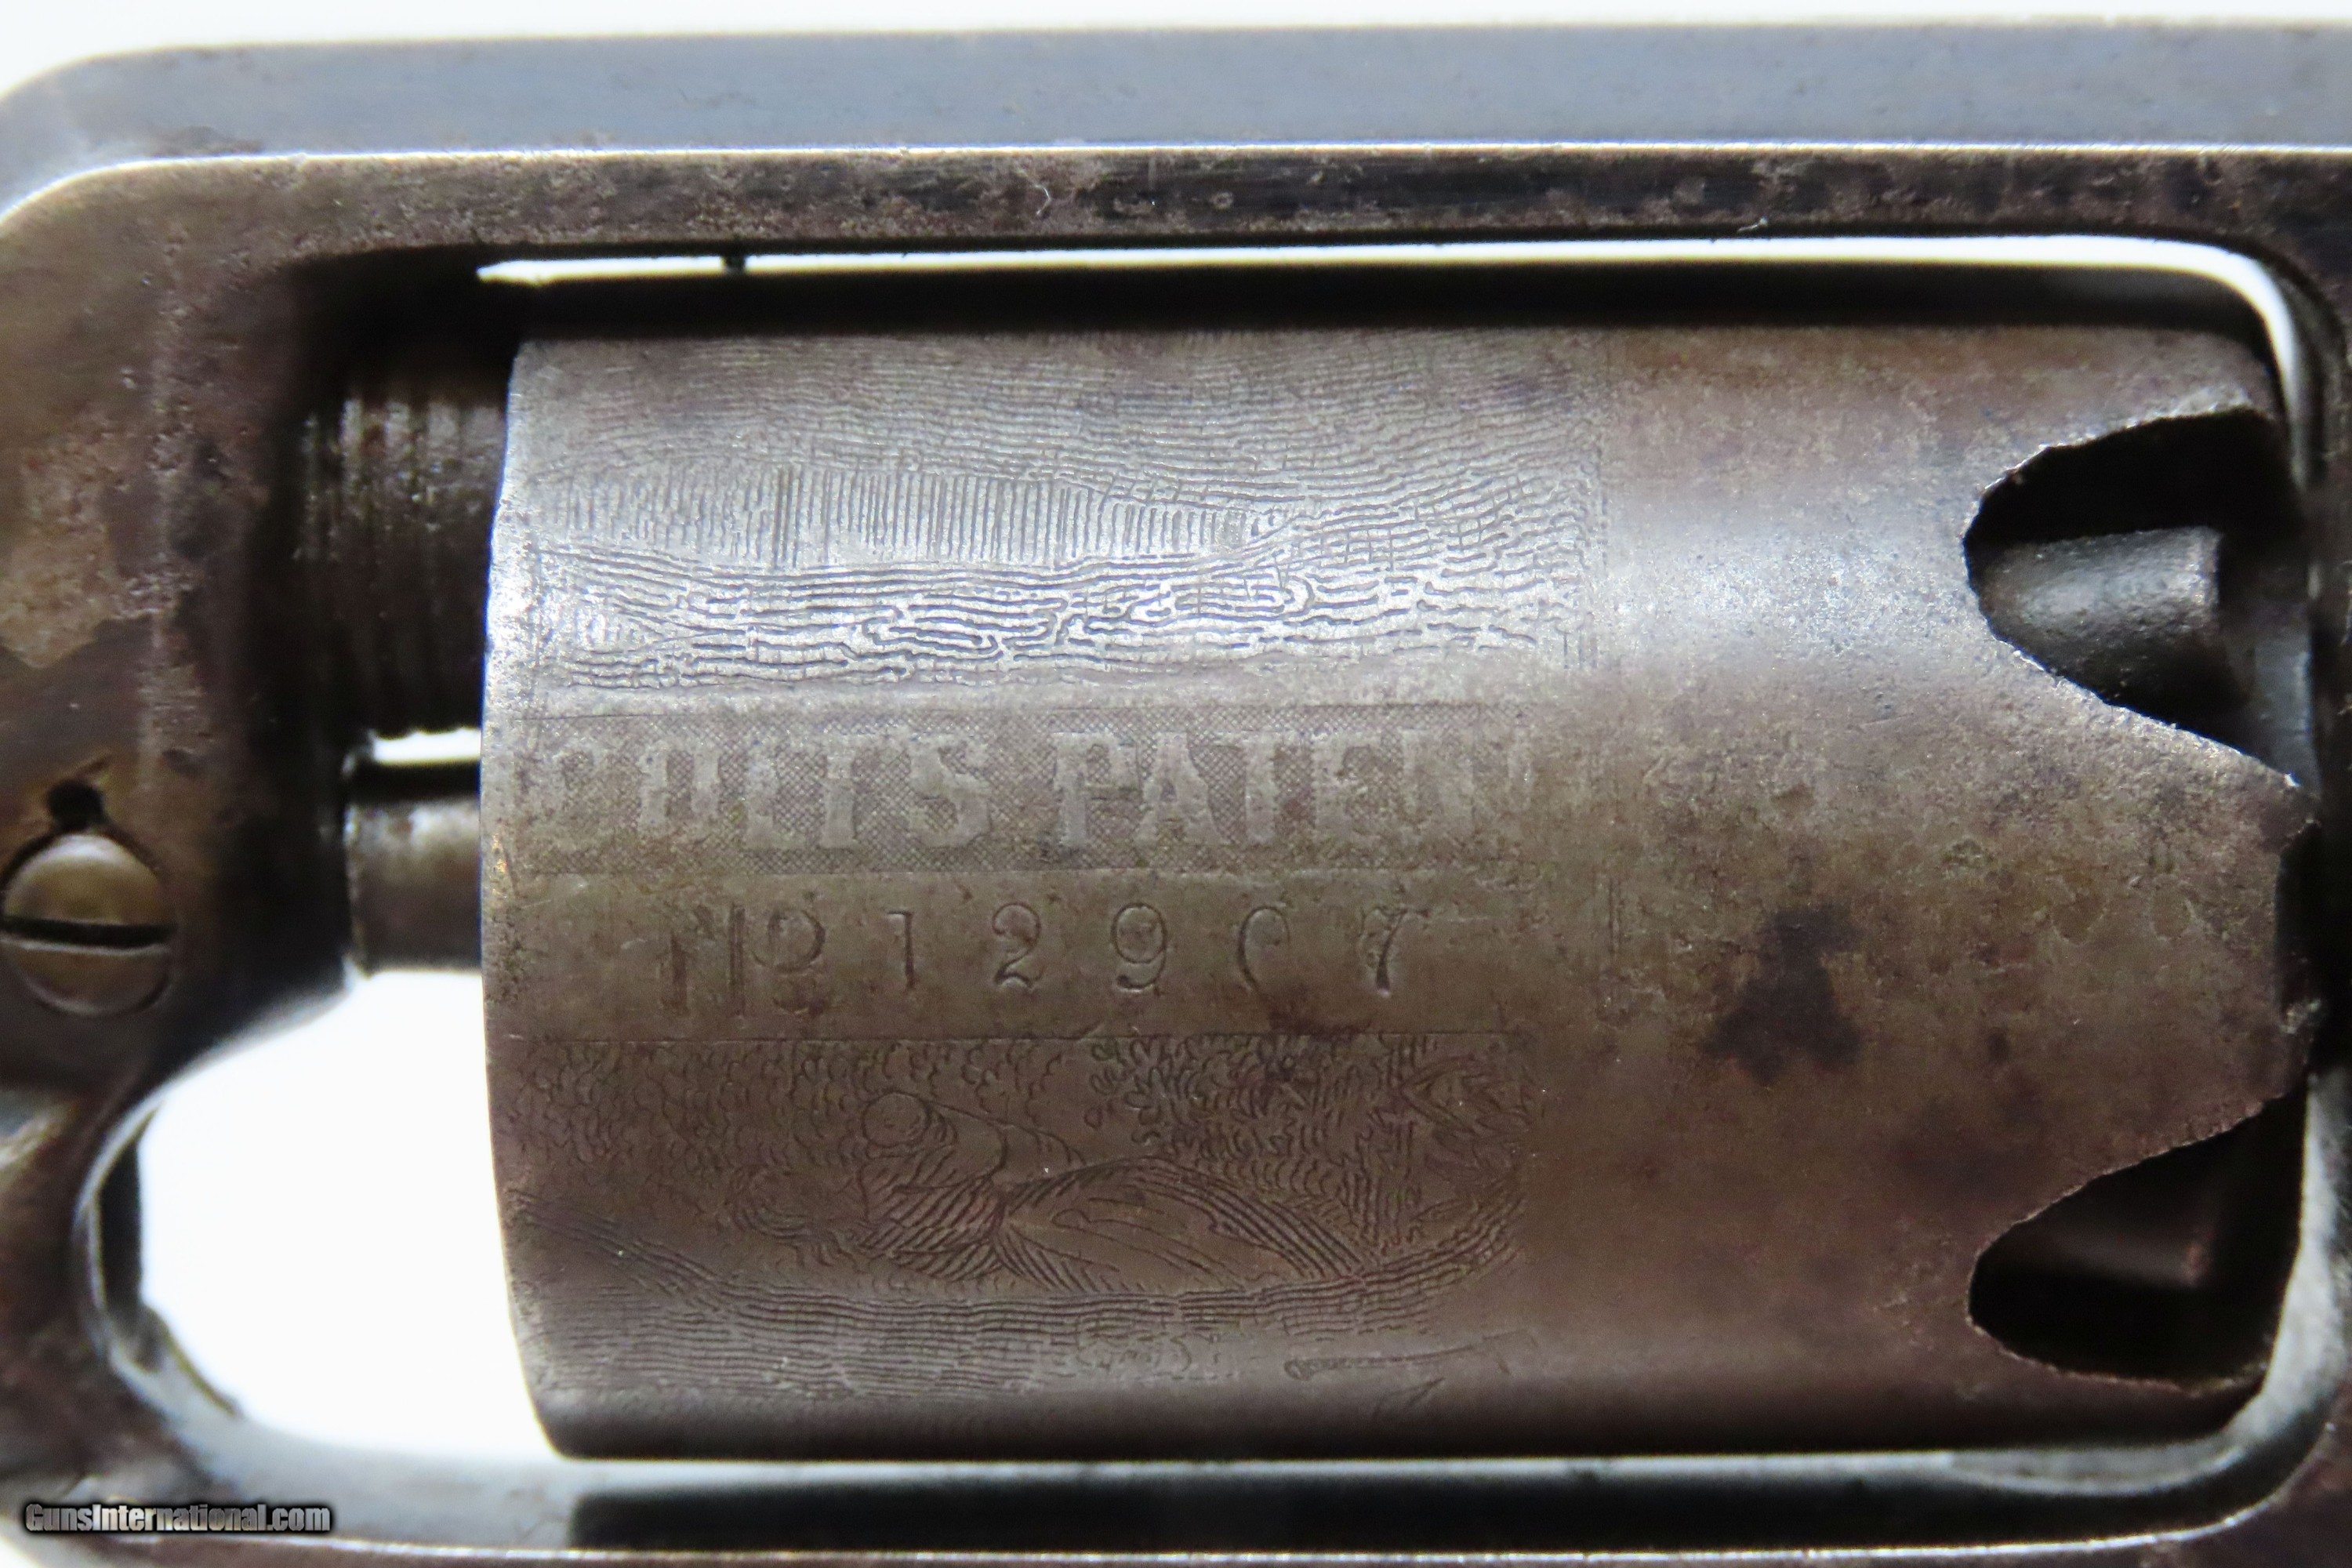 COLTS PATENT
No 12907
GunsInternational.com